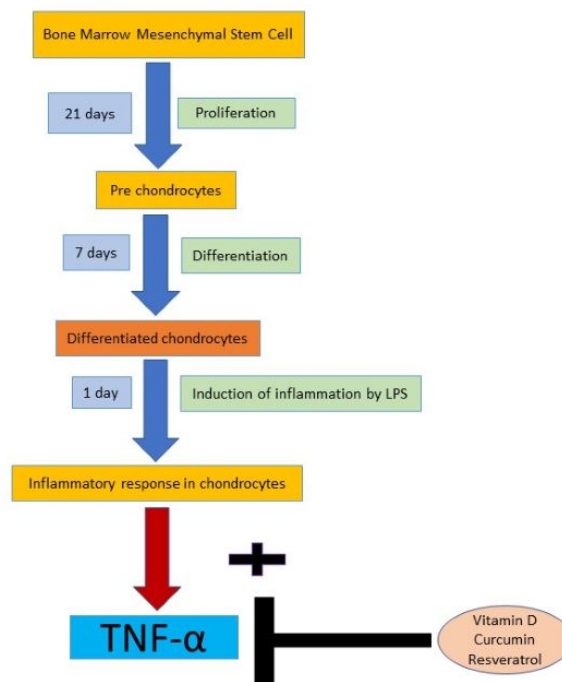 Bone Marrow Mesenchymal Stem Cell
21 days
Proliferation
Pre chondrocytes
7 days
Differentiation
Differentiated chondrocytes
1 day
Induction of inflammation by LPS
Inflammatory response in chondrocytes
+
TNF-α
Vitamin D
Curcumin
Resveratrol